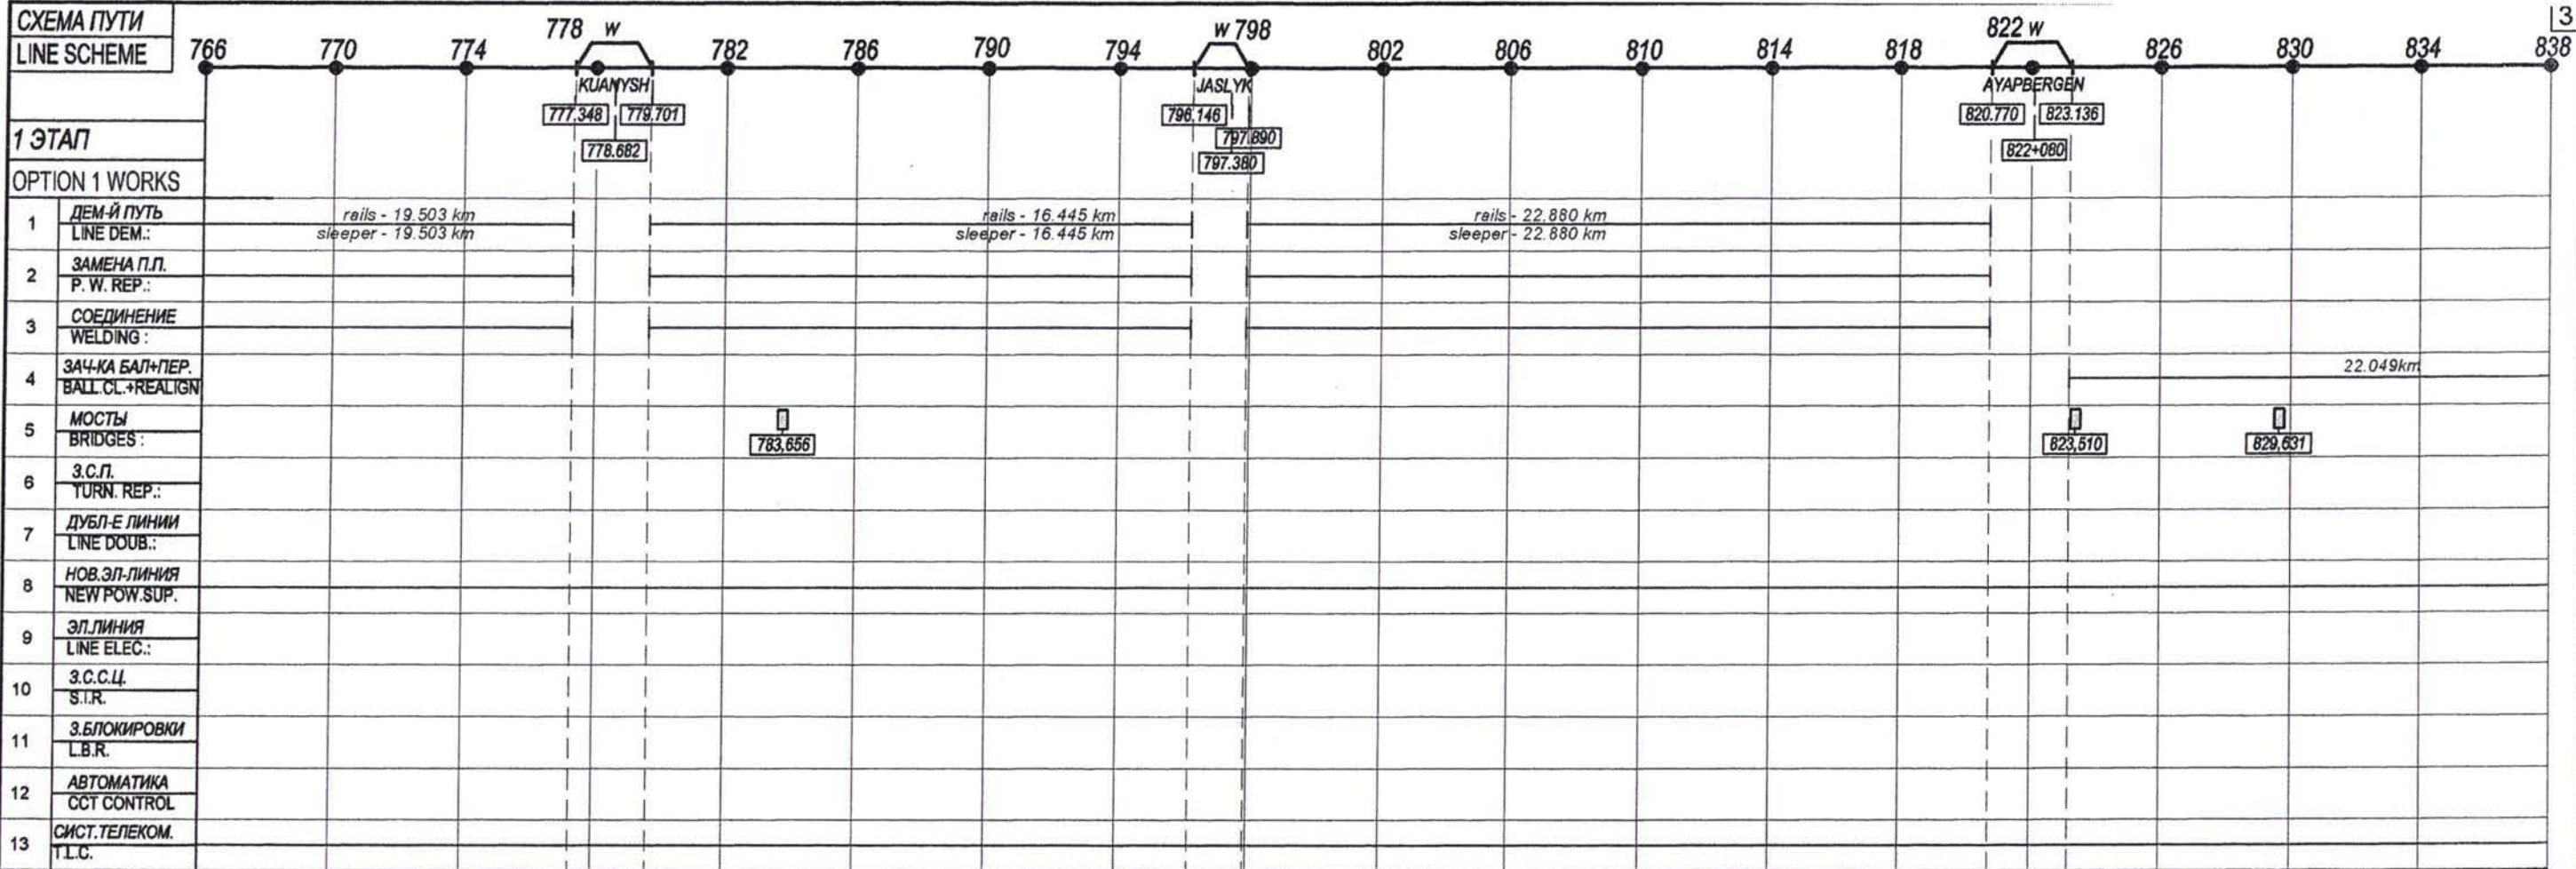 СХЕМА ПУТИ
LINE SCHEME
766 770 774 778 W 782 786 790 794 W 798 802 806 810 814 818 822 W 826 830 834 838
3
KUANYSH JASLYK AYAPBERGEN
777.348 779.701 796.146 820.770 823.136
797.890
778.682 797.380 822+080
1 ЭТАП
OPTION 1 WORKS
1 ДЕМ-Й ПУТЬ rails - 19.503 km rails - 16.445 km rails - 22.880 km
LINE DEM.: sleeper - 19.503 km sleeper - 16.445 km sleeper - 22.880 km
2 ЗАМЕНА П.П.
P. W. REP.:
3 СОЕДИНЕНИЕ
WELDING :
4 ЗАЧ-КА БАЛ+ПЕР. 22.049km
BALL.CL.+REALIGN
5 МОСТЫ
BRIDGES : 783,656 823,510 829,631
6 З.С.П.
TURN. REP.:
7 ДУБЛ-Е ЛИНИИ
LINE DOUB.:
8 НОВ.ЭЛ-ЛИНИЯ
NEW POW.SUP.
9 ЭЛ.ЛИНИЯ
LINE ELEC.:
10 З.С.С.Ц.
S.I.R.
11 З.БЛОКИРОВКИ
L.B.R.
12 АВТОМАТИКА
CCT CONTROL
13 СИСТ.ТЕЛЕКОМ.
T.L.C.